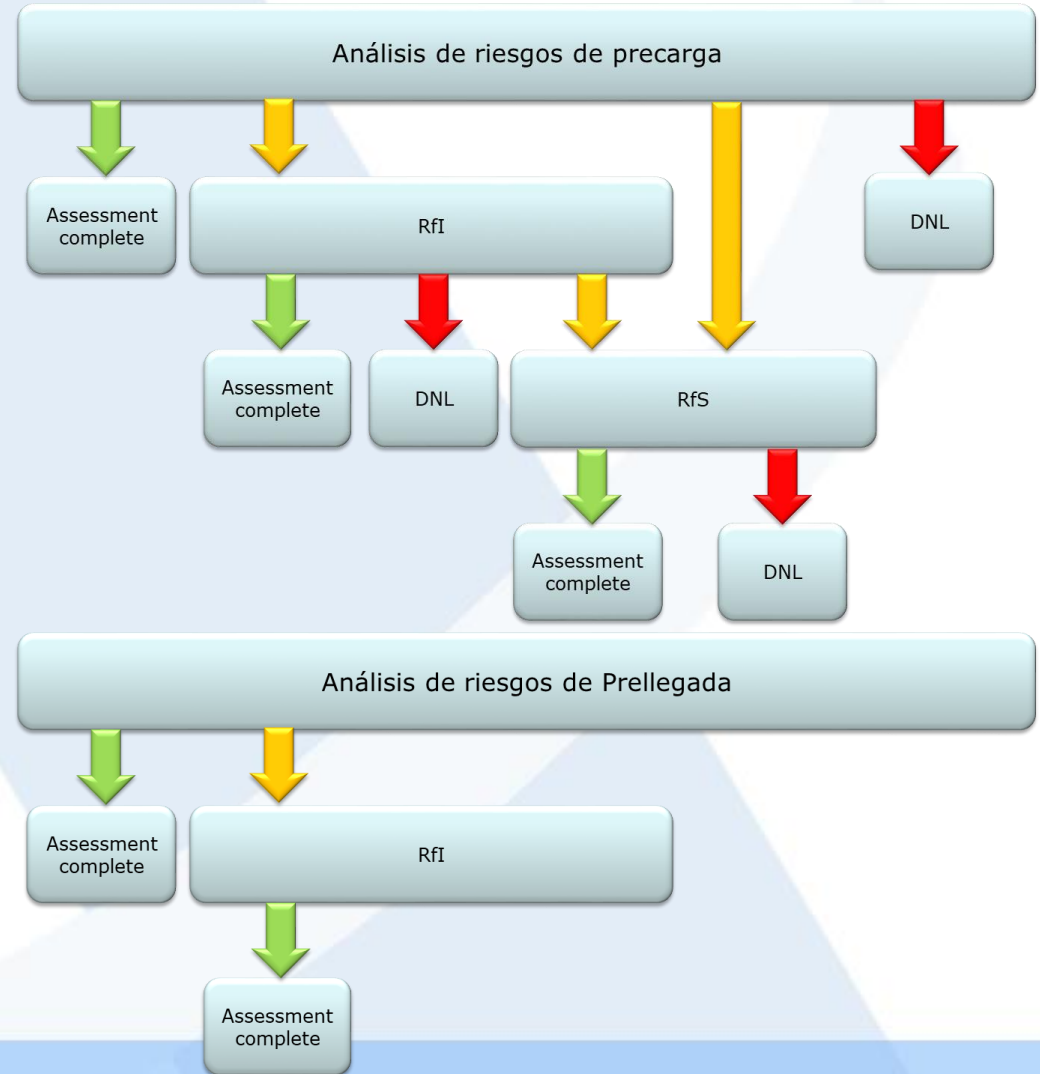 Análisis de riesgos de precarga
Assessment
complete
RfI
DNL
Assessment
complete
DNL
RfS
Assessment
complete
DNL
Análisis de riesgos de Prellegada
Assessment
complete
RfI
Assessment
complete